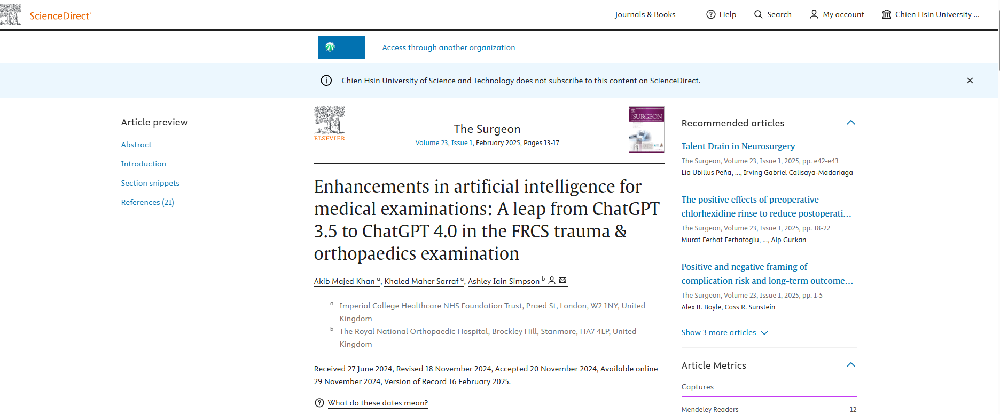 ScienceDirect
Journals & Books
Help
Search
My account
Chien Hsin University ...
Access through another organization
Chien Hsin University of Science and Technology does not subscribe to this content on ScienceDirect.
Article preview
Abstract
Introduction
Section snippets
References (21)
ELSEVIER
The Surgeon
Volume 23, Issue 1, February 2025, Pages 13-17
SURGEON
Enhancements in artificial intelligence for
medical examinations: A leap from ChatGPT
3.5 to ChatGPT 4.0 in the FRCS trauma &
orthopaedics examination
Akib Majed Khan a, Khaled Maher Sarraf a, Ashley Iain Simpson b
a Imperial College Healthcare NHS Foundation Trust, Praed St, London, W2 1NY, United
Kingdom
b The Royal National Orthopaedic Hospital, Brockley Hill, Stanmore, HA7 4LP, United
Kingdom
Received 27 June 2024, Revised 18 November 2024, Accepted 20 November 2024, Available online
29 November 2024, Version of Record 16 February 2025.
What do these dates mean?
Recommended articles
Talent Drain in Neurosurgery
The Surgeon, Volume 23, Issue 1, 2025, pp. e42-e43
Lia Ubillus Peña, ..., Irving Gabriel Calisaya-Madariaga
The positive effects of preoperative
chlorhexidine rinse to reduce postoperati...
The Surgeon, Volume 23, Issue 1, 2025, pp. 18-22
Murat Ferhat Ferhatoglu, ..., Alp Gurkan
Positive and negative framing of
complication risk and long-term outcome...
The Surgeon, Volume 23, Issue 1, 2025, pp. 1-5
Alex B. Boyle, Cass R. Sunstein
Show 3 more articles
Article Metrics
Captures
Mendeley Readers 12